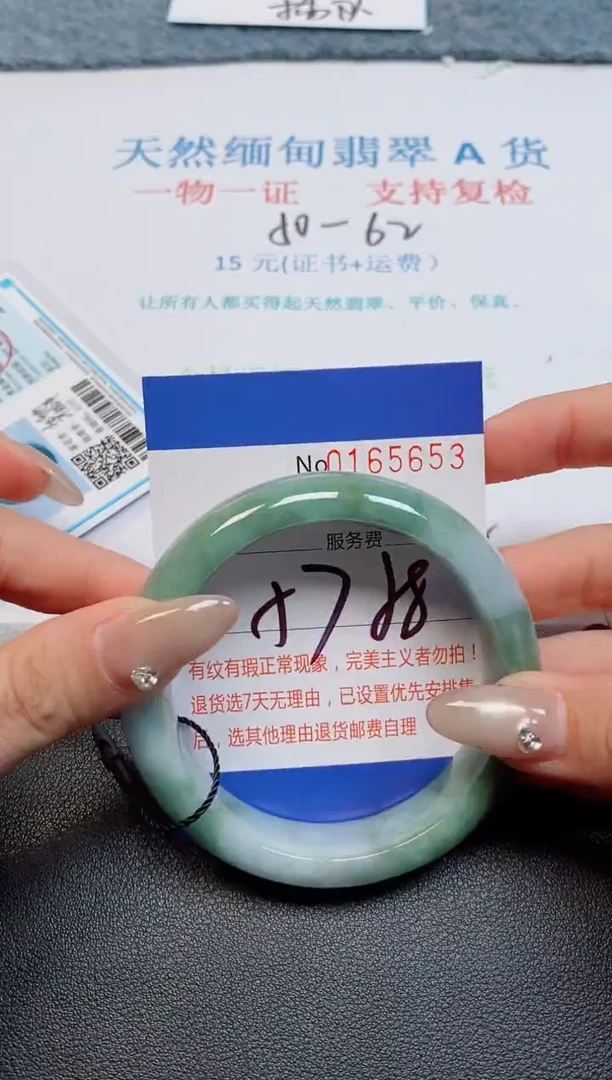 天然缅甸翡翠 A 货
一物一证 支持复检
15 元(证书+运费)
让所有人都买得起天然翡翠、平价、保真。
No0165653
服务费
有纹有瑕正常现象，完美主义者勿拍！
退货选7天无理由，已设置优先安排售
后，选其他理由退货邮费自理